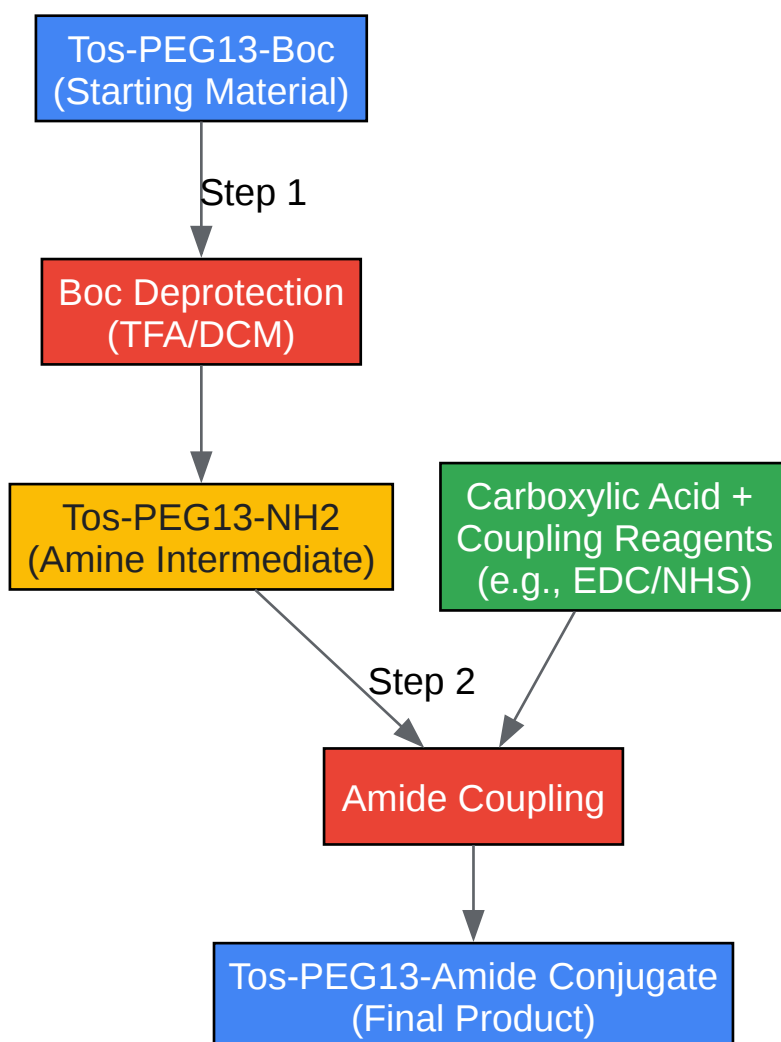 Tos-PEG13-Boc
(Starting Material)
Step 1
Boc Deprotection
(TFA/DCM)
Tos-PEG13-NH2
(Amine Intermediate)
Carboxylic Acid +
Coupling Reagents
(e.g., EDC/NHS)
Step 2
Amide Coupling
Tos-PEG13-Amide Conjugate
(Final Product)